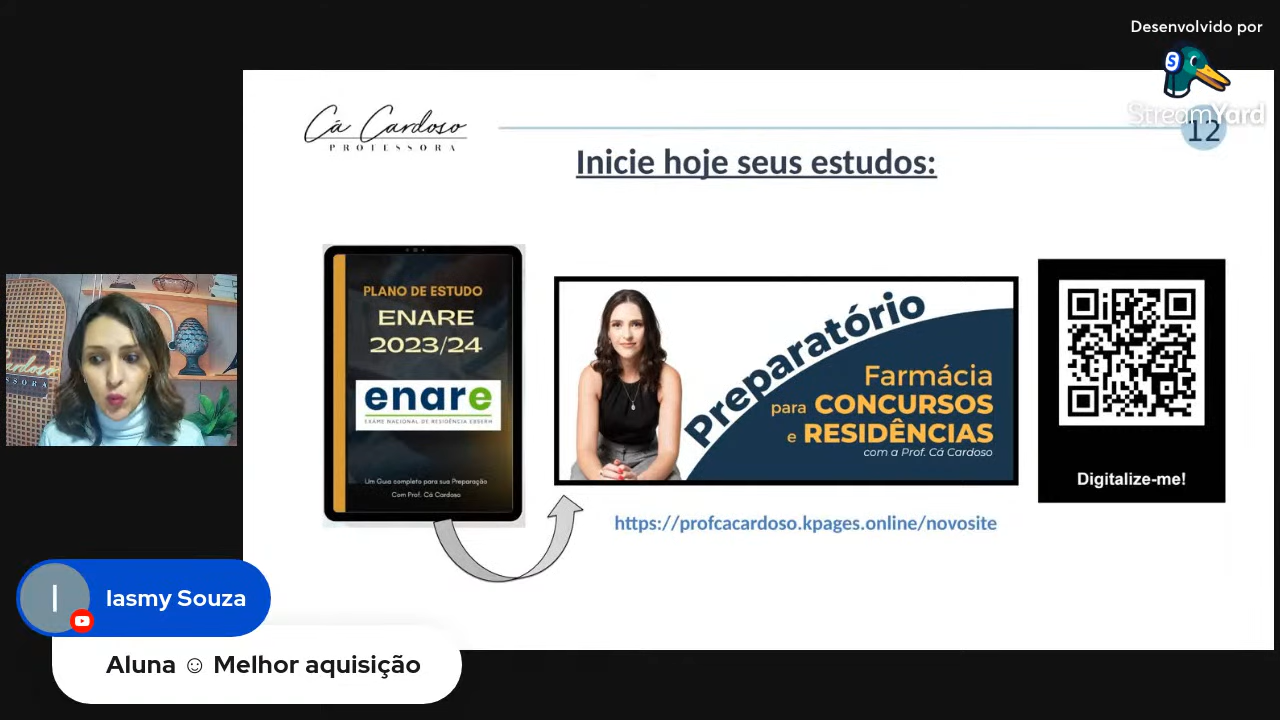 Desenvolvido por
StreamYard
Cá Cardoso
PROFESSORA
12
Inicie hoje seus estudos:
PLANO DE ESTUDO
ENARE
2023/24
enare
EXAME NACIONAL DE RESIDÊNCIA EBSERH
Um Guia completo para sua Preparação
Com Prof. Cá Cardoso
Preparatório
Farmácia
para CONCURSOS
e RESIDÊNCIAS
com a Prof. Cá Cardoso
Digitalize-me!
https://profcacardoso.kpages.online/novosite
Cardoso
SSORA
I
Iasmy Souza
Aluna ☺ Melhor aquisição